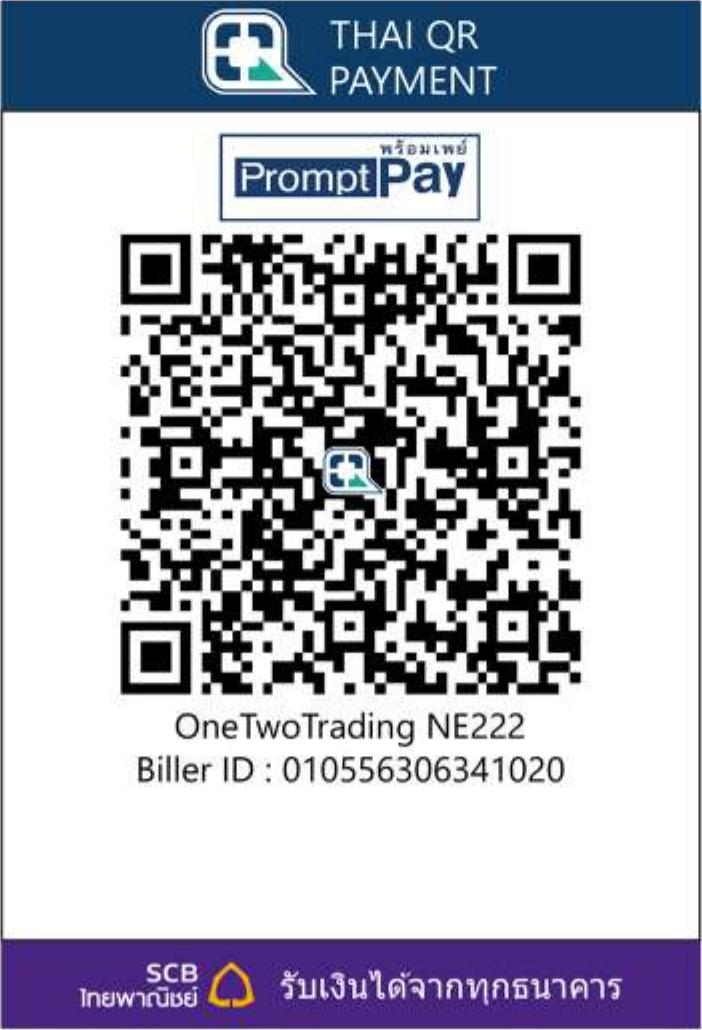 THAI QR
PAYMENT
พร้อมเพย์
PromptPay
OneTwoTrading NE222
Biller ID : 010556306341020
SCB
ไทยพาณิชย์
รับเงินได้จากทุกธนาคาร